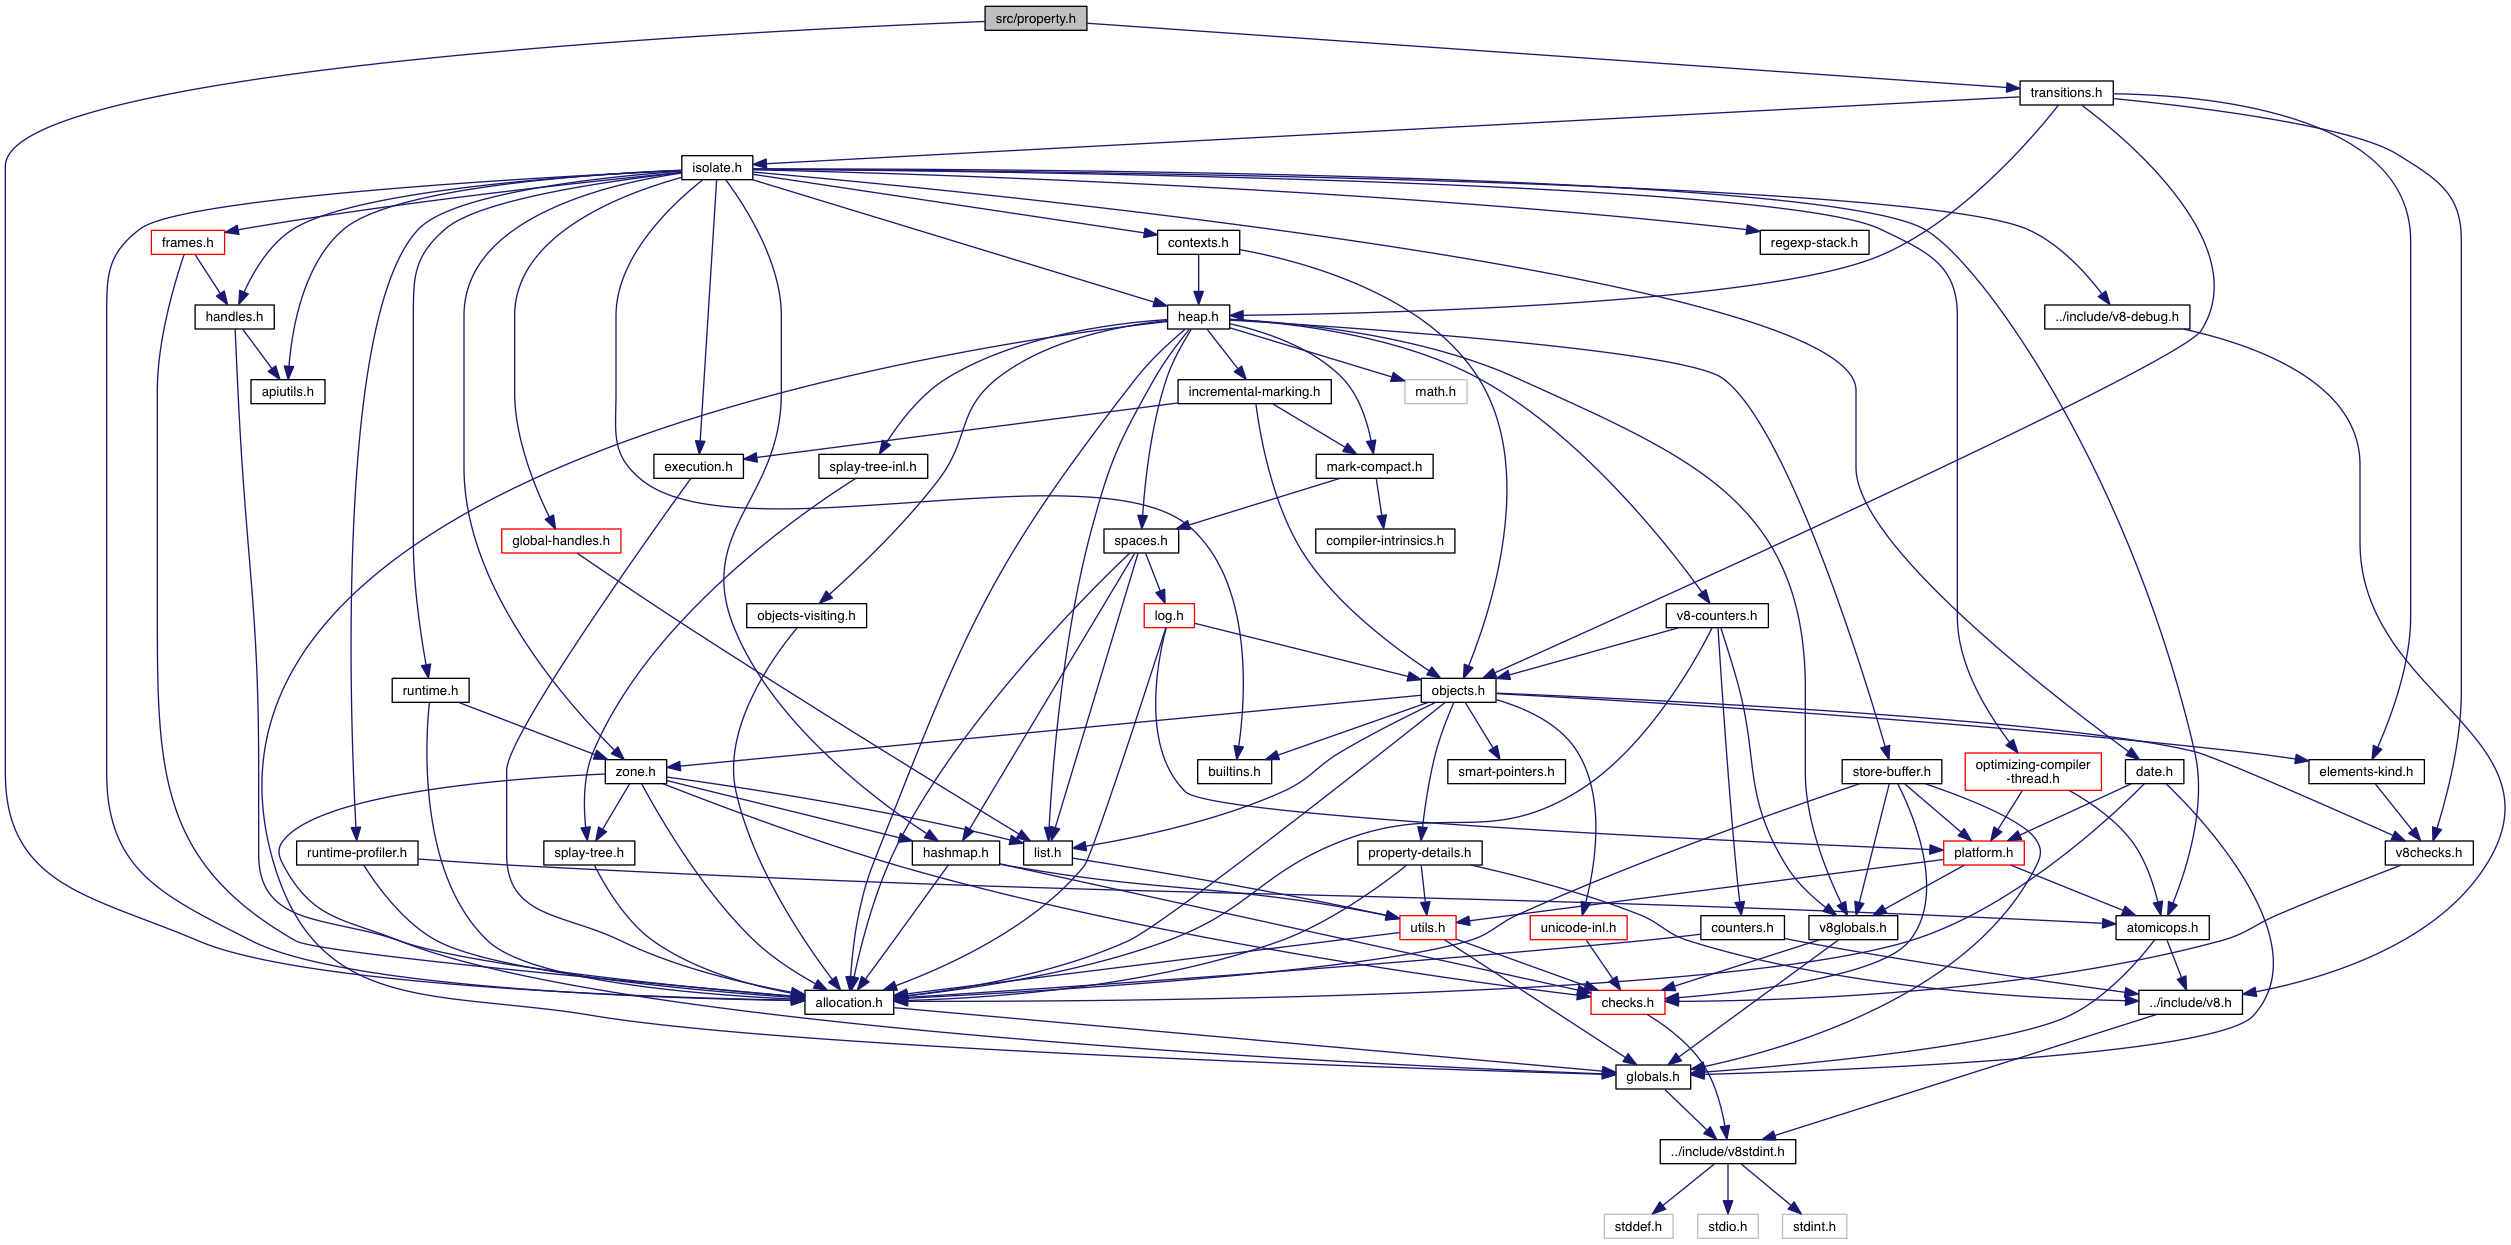 src/property.h
transitions.h
isolate.h
frames.h
contexts.h
regexp-stack.h
handles.h
heap.h
../include/v8-debug.h
apiutils.h
incremental-marking.h
math.h
execution.h
splay-tree-inl.h
mark-compact.h
global-handles.h
spaces.h
compiler-intrinsics.h
objects-visiting.h
log.h
v8-counters.h
runtime.h
objects.h
zone.h
builtins.h
smart-pointers.h
store-buffer.h
optimizing-compiler
-thread.h
date.h
elements-kind.h
runtime-profiler.h
splay-tree.h
hashmap.h
list.h
property-details.h
platform.h
v8checks.h
utils.h
unicode-inl.h
counters.h
v8globals.h
atomicops.h
allocation.h
checks.h
../include/v8.h
globals.h
../include/v8stdint.h
stddef.h
stdio.h
stdint.h